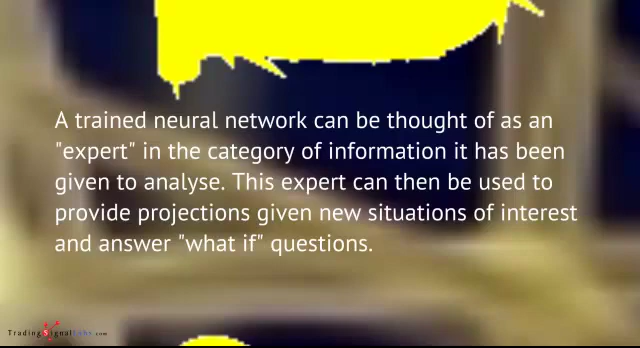 A trained neural network can be thought of as an
"expert" in the category of information it has been
given to analyse. This expert can then be used to
provide projections given new situations of interest
and answer "what if" questions.
TradingSignalLabs.com